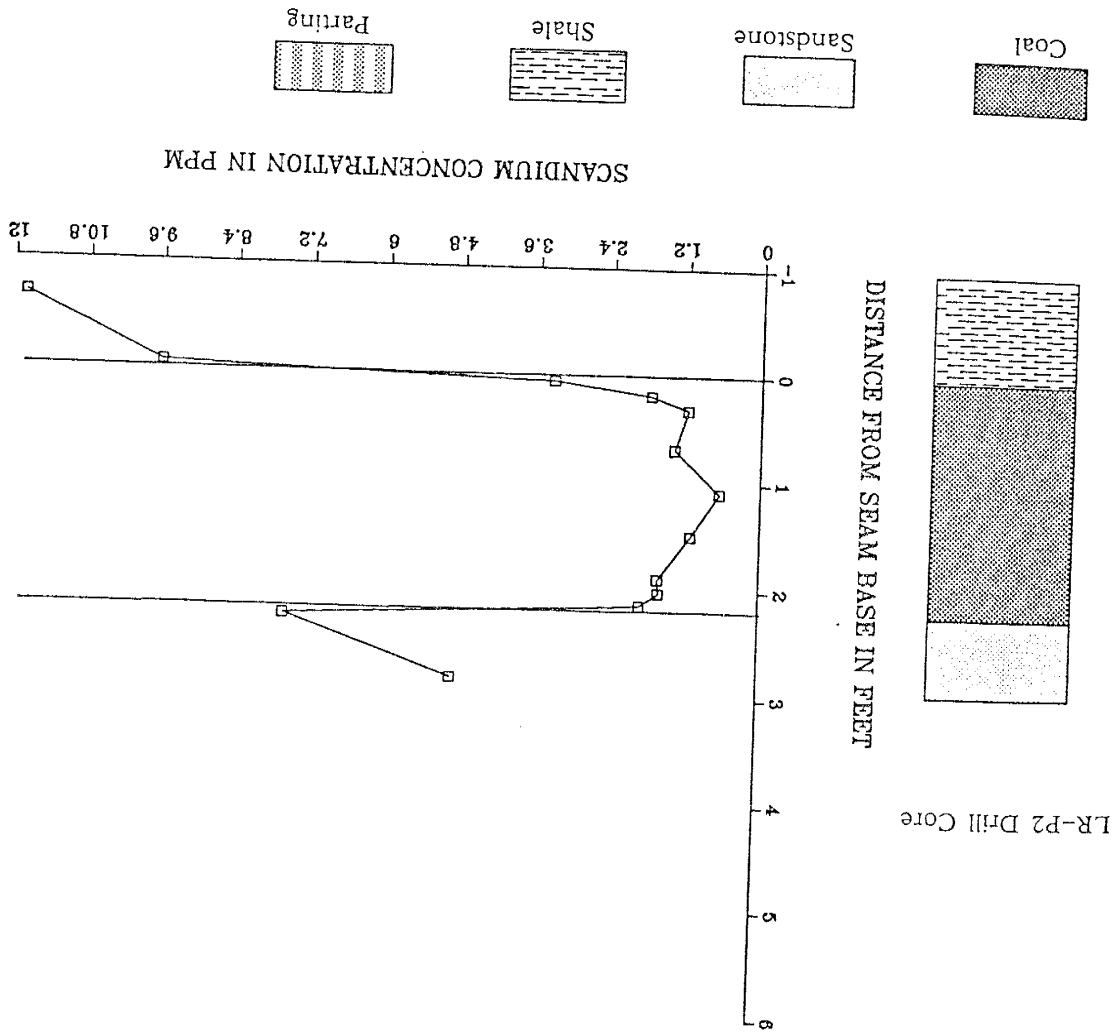 LR-P2 Drill Core
DISTANCE FROM SEAM BASE IN FEET
6
5
4
3
2
1
0
-1
0
1.2
2.4
3.6
4.8
6
7.2
8.4
9.6
10.8
12
SCANDIUM CONCENTRATION IN PPM
Coal
Sandstone
Shale
Parting